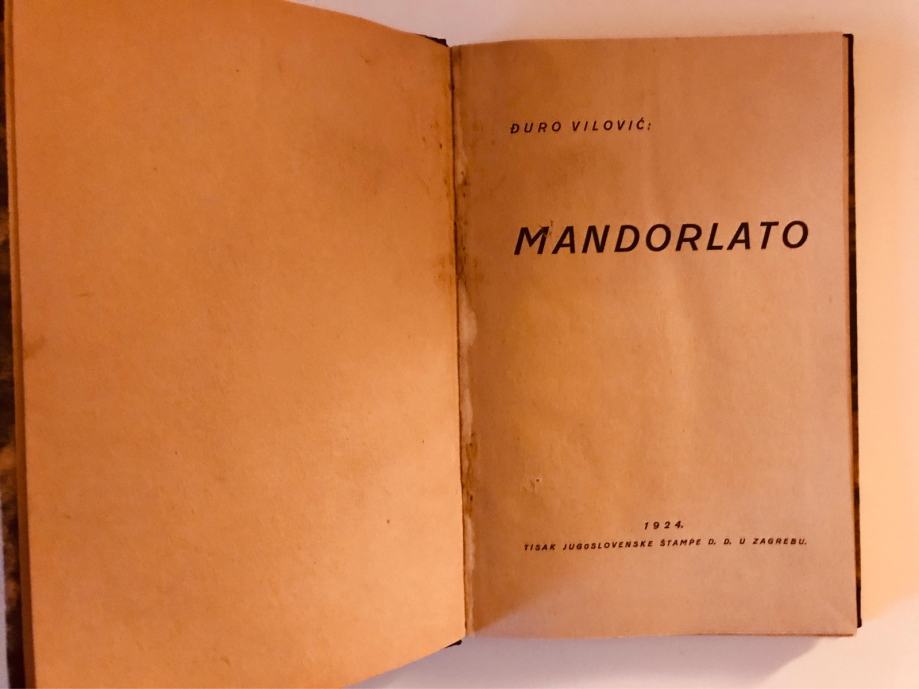 ĐURO VILOVIĆ:
MANDORLATO
1924.
TISAK JUGOSLOVENSKE ŠTAMPE D. D. U ZAGREBU.